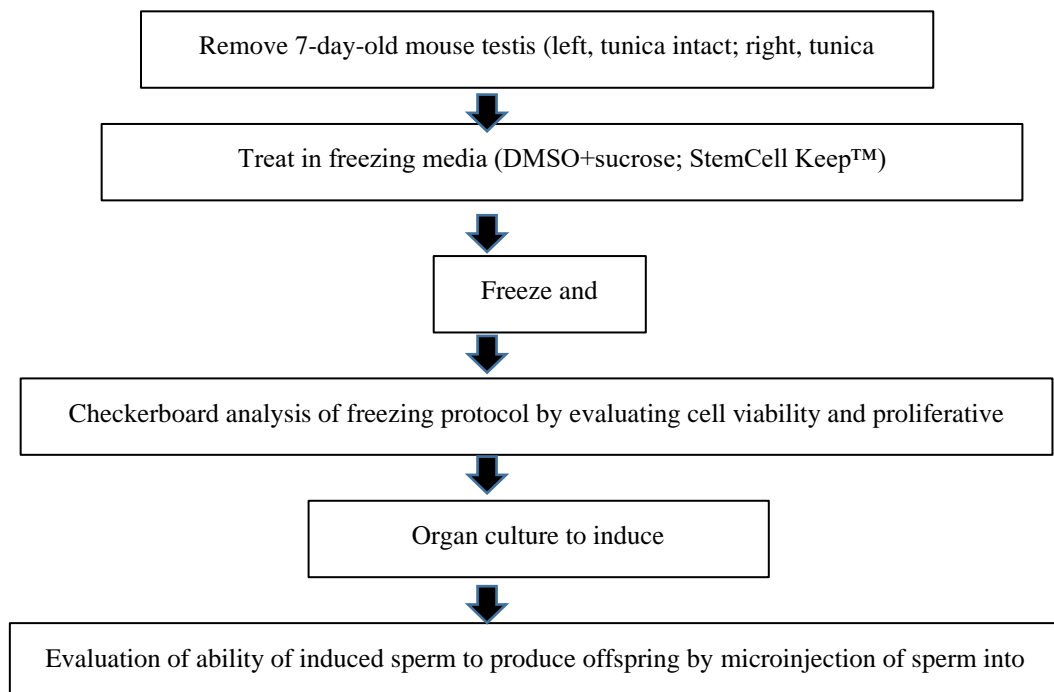 Remove 7-day-old mouse testis (left, tunica intact; right, tunica
Treat in freezing media (DMSO+sucrose; StemCell Keep™)
Freeze and
Checkerboard analysis of freezing protocol by evaluating cell viability and proliferative
Organ culture to induce
Evaluation of ability of induced sperm to produce offspring by microinjection of sperm into